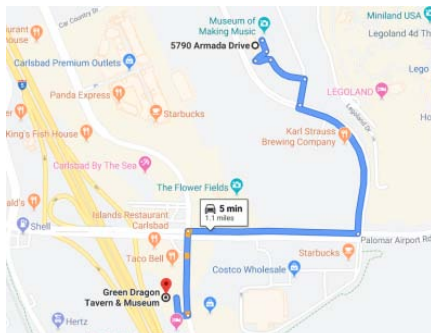 Museum of
Making Music
Miniland USA
Legoland 4d Th
5790 Armada Drive
Car Country Dr
Carlsbad Premium Outlets
Lego
Panda Express
Starbucks
LEGOLAND
Legoland Dr
King's Fish House
Karl Strauss
Brewing Company
Carlsbad By The Sea
The Flower Fields
5 min
1.1 miles
Islands Restaurant
Carlsbad
Shell
Palomar Airport Rd
Taco Bell
Starbucks
Costco Wholesale
Green Dragon
Tavern & Museum
Hertz